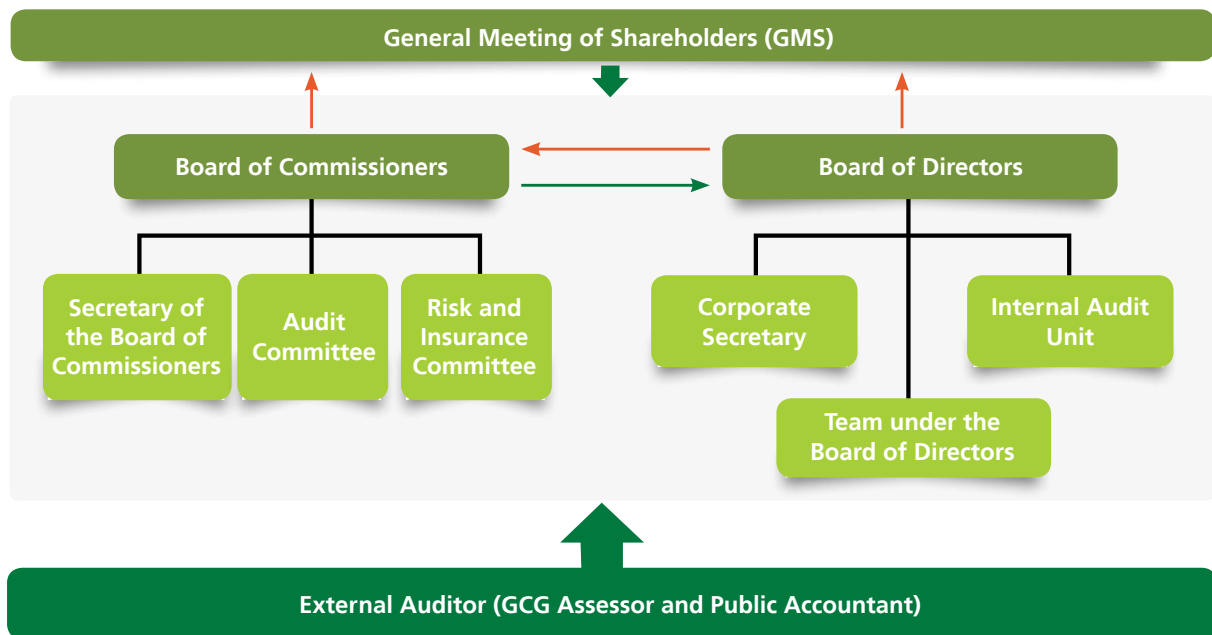 General Meeting of Shareholders (GMS)
Board of Commissioners
Board of Directors
Secretary of
the Board of
Commissioners
Audit
Committee
Risk and
Insurance
Committee
Corporate
Secretary
Internal Audit
Unit
Team under the
Board of Directors
External Auditor (GCG Assessor and Public Accountant)